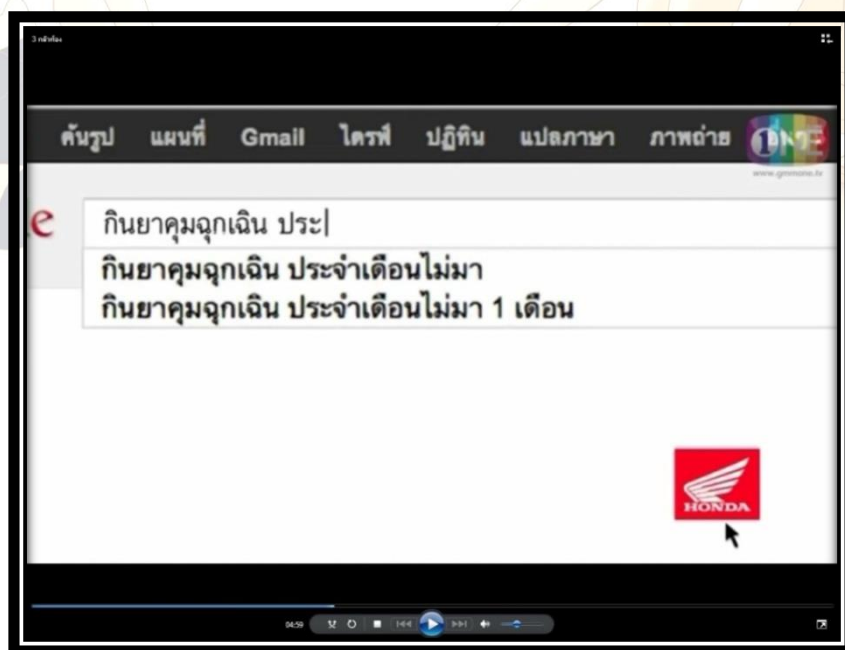 ค้นรูป แผนที่ Gmail ไดรฟ์ ปฏิทิน แปลภาษา ภาพถ่าย
www.gmmone.tv
e กินยาคุมฉุกเฉิน ประ
กินยาคุมฉุกเฉิน ประจำเดือนไม่มา
กินยาคุมฉุกเฉิน ประจำเดือนไม่มา 1 เดือน
HONDA
04:59